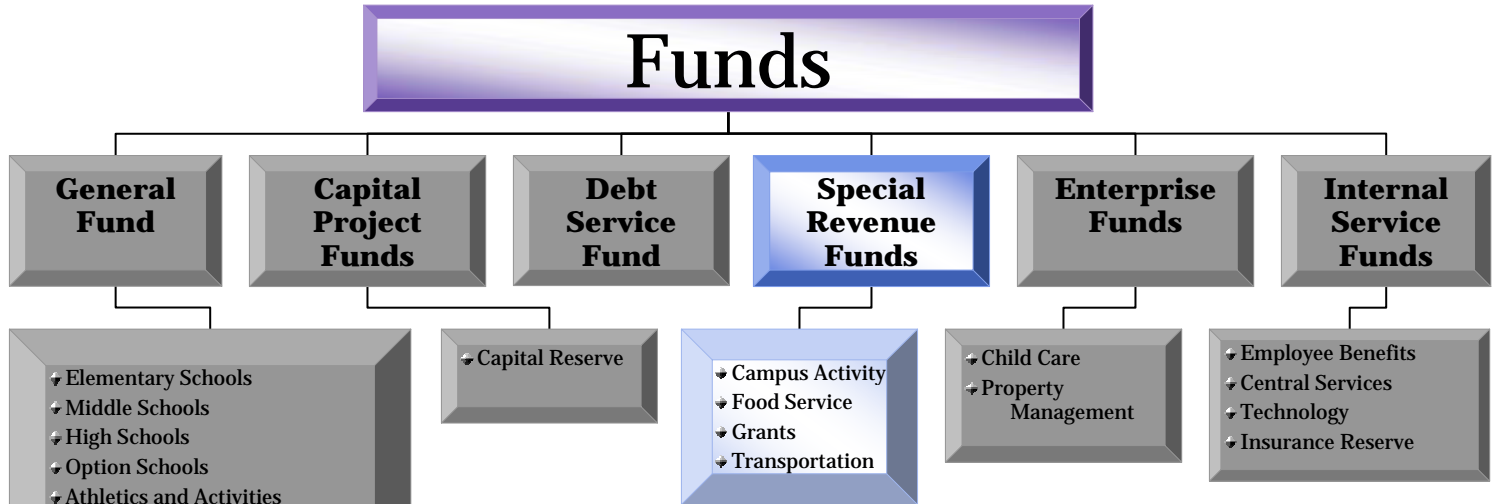 Funds
General
Fund
Capital
Project
Funds
Debt
Service
Fund
Special
Revenue
Funds
Enterprise
Funds
Internal
Service
Funds
Elementary Schools
Middle Schools
High Schools
Option Schools
Athletics and Activities
Capital Reserve
Campus Activity
Food Service
Grants
Transportation
Child Care
Property
Management
Employee Benefits
Central Services
Technology
Insurance Reserve